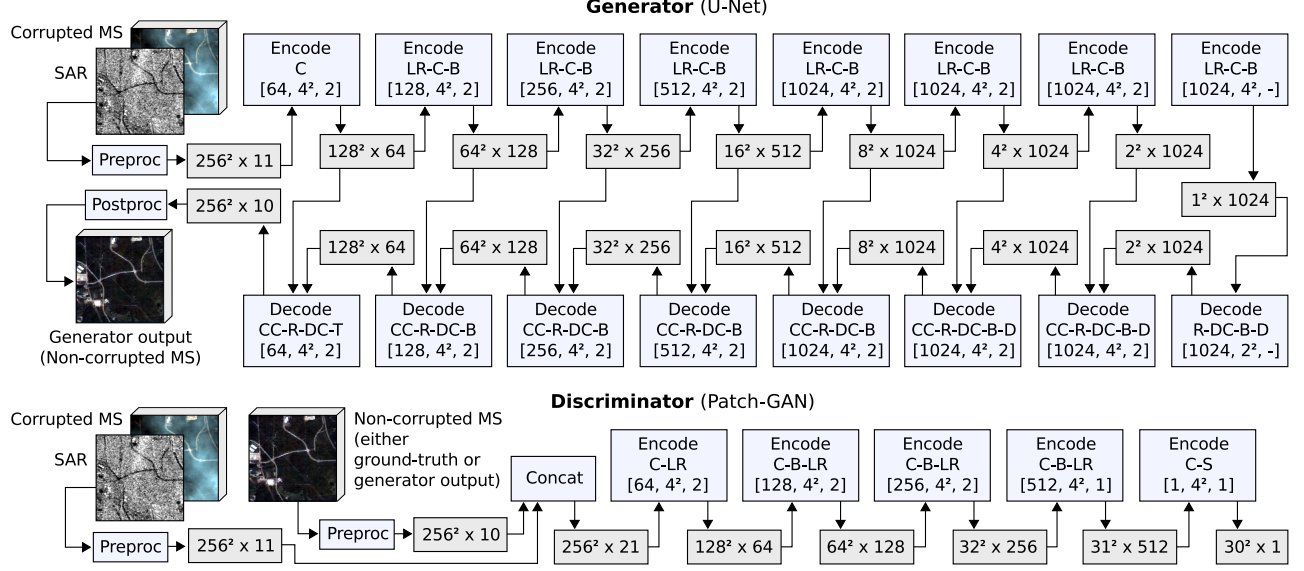 Generator (U-Net)
Corrupted MS
SAR
Preproc
256² x 11
Encode
C
[64, 4², 2]
Encode
LR-C-B
[128, 4², 2]
Encode
LR-C-B
[256, 4², 2]
Encode
LR-C-B
[512, 4², 2]
Encode
LR-C-B
[1024, 4², 2]
Encode
LR-C-B
[1024, 4², 2]
Encode
LR-C-B
[1024, 4², 2]
Encode
LR-C-B
[1024, 4², -]
128² x 64
64² x 128
32² x 256
16² x 512
8² x 1024
4² x 1024
2² x 1024
1² x 1024
Postproc
256² x 10
128² x 64
64² x 128
32² x 256
16² x 512
8² x 1024
4² x 1024
2² x 1024
Generator output
(Non-corrupted MS)
Decode
CC-R-DC-T
[64, 4², 2]
Decode
CC-R-DC-B
[128, 4², 2]
Decode
CC-R-DC-B
[256, 4², 2]
Decode
CC-R-DC-B
[512, 4², 2]
Decode
CC-R-DC-B
[1024, 4², 2]
Decode
CC-R-DC-B-D
[1024, 4², 2]
Decode
CC-R-DC-B-D
[1024, 4², 2]
Decode
R-DC-B-D
[1024, 2², -]
Discriminator (Patch-GAN)
Corrupted MS
SAR
Preproc
256² x 11
Non-corrupted MS
(either
ground-truth or
generator output)
Preproc
256² x 10
Concat
Encode
C-LR
[64, 4², 2]
Encode
C-B-LR
[128, 4², 2]
Encode
C-B-LR
[256, 4², 2]
Encode
C-B-LR
[512, 4², 1]
Encode
C-S
[1, 4², 1]
256² x 21
128² x 64
64² x 128
32² x 256
31² x 512
30² x 1